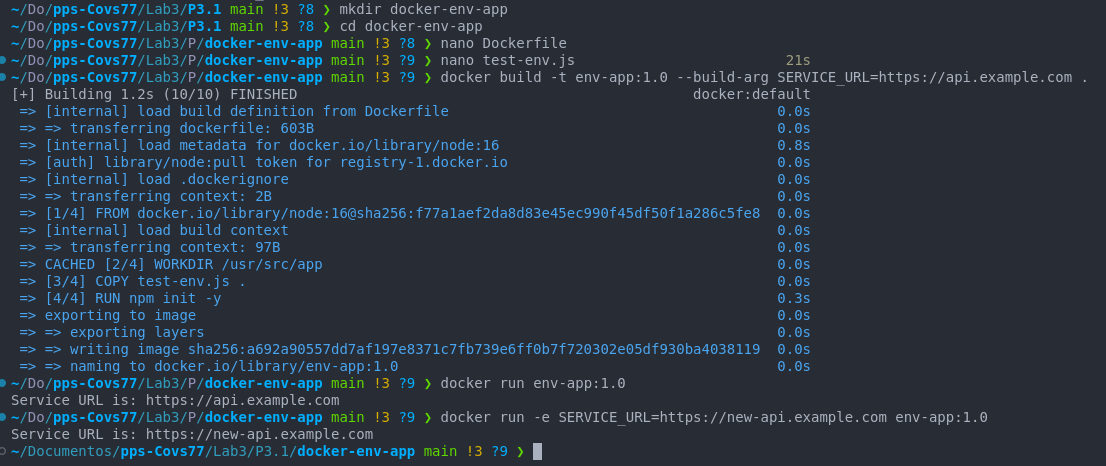 ~/Do/pps-Covs77/Lab3/P3.1 main !3 ?8 ❯ mkdir docker-env-app
~/Do/pps-Covs77/Lab3/P3.1 main !3 ?8 ❯ cd docker-env-app
~/Do/pps-Covs77/Lab3/P/docker-env-app main !3 ?8 ❯ nano Dockerfile
~/Do/pps-Covs77/Lab3/P/docker-env-app main !3 ?9 ❯ nano test-env.js 21s
~/Do/pps-Covs77/Lab3/P/docker-env-app main !3 ?9 ❯ docker build -t env-app:1.0 --build-arg SERVICE_URL=https://api.example.com .
[+] Building 1.2s (10/10) FINISHED docker:default
=> [internal] load build definition from Dockerfile 0.0s
=> => transferring dockerfile: 603B 0.0s
=> [internal] load metadata for docker.io/library/node:16 0.8s
=> [auth] library/node:pull token for registry-1.docker.io 0.0s
=> [internal] load .dockerignore 0.0s
=> => transferring context: 2B 0.0s
=> [1/4] FROM docker.io/library/node:16@sha256:f77a1aef2da8d83e45ec990f45df50f1a286c5fe8 0.0s
=> [internal] load build context 0.0s
=> => transferring context: 97B 0.0s
=> CACHED [2/4] WORKDIR /usr/src/app 0.0s
=> [3/4] COPY test-env.js . 0.0s
=> [4/4] RUN npm init -y 0.3s
=> exporting to image 0.0s
=> => exporting layers 0.0s
=> => writing image sha256:a692a90557dd7af197e8371c7fb739e6ff0b7f720302e05df930ba4038119 0.0s
=> => naming to docker.io/library/env-app:1.0 0.0s
~/Do/pps-Covs77/Lab3/P/docker-env-app main !3 ?9 ❯ docker run env-app:1.0
Service URL is: https://api.example.com
~/Do/pps-Covs77/Lab3/P/docker-env-app main !3 ?9 ❯ docker run -e SERVICE_URL=https://new-api.example.com env-app:1.0
Service URL is: https://new-api.example.com
~/Documentos/pps-Covs77/Lab3/P3.1/docker-env-app main !3 ?9 ❯